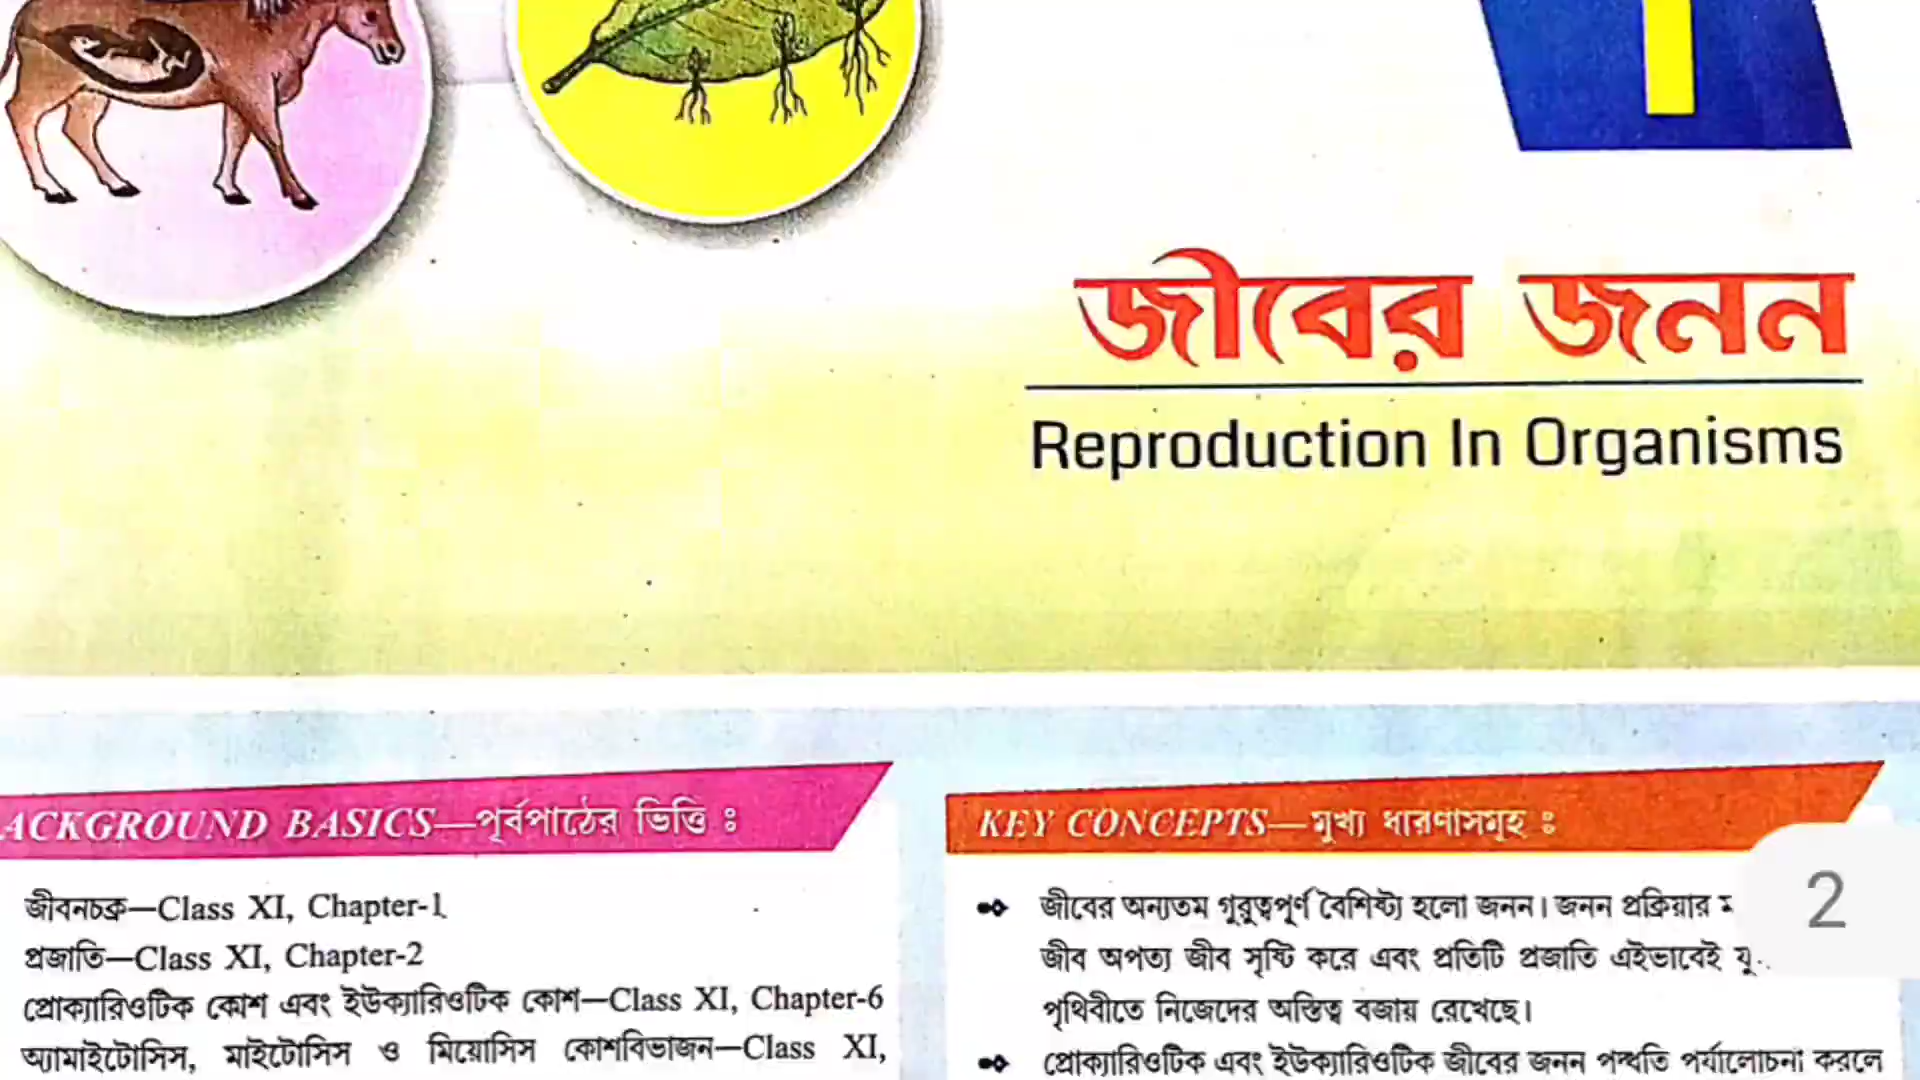 1
জীবের জনন
Reproduction In Organisms
ACKGROUND BASICS—পূর্বপাঠের ভিত্তি ঃ
জীবনচক্র—Class XI, Chapter-1
প্রজাতি—Class XI, Chapter-2
প্রোক্যারিওটিক কোশ এবং ইউক্যারিওটিক কোশ—Class XI, Chapter-6
অ্যামাইটোসিস, মাইটোসিস ও মিয়োসিস কোশবিভাজন—Class XI,
KEY CONCEPTS—মুখ্য ধারণাসমূহ ঃ
জীবের অন্যতম গুরুত্বপূর্ণ বৈশিষ্ট্য হলো জনন। জনন প্রক্রিয়ার
জীব অপত্য জীব সৃষ্টি করে এবং প্রতিটি প্রজাতি এইভাবেই
পৃথিবীতে নিজেদের অস্তিত্ব বজায় রেখেছে।
প্রোক্যারিওটিক এবং ইউক্যারিওটিক জীবের জনন পদ্ধতি পর্যালোচনা করলে
2